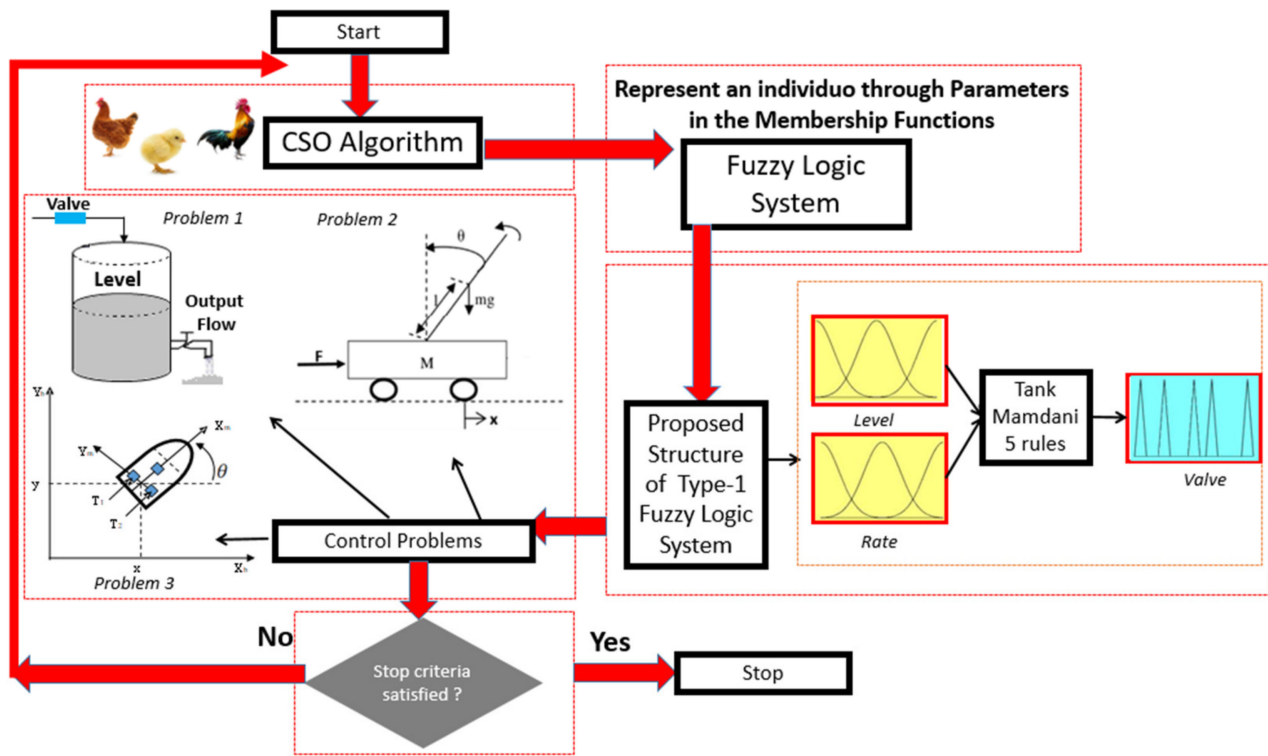 Start
CSO Algorithm
Represent an individuo through Parameters
in the Membership Functions
Fuzzy Logic
System
Valve
Problem 1
Level
Output
Flow
Problem 2
θ
l
mg
F
M
x
Yₙ
Xₘ
Yₘ
θ
y
T₁
T₂
x
Xₙ
Problem 3
Control Problems
Proposed
Structure
of Type-1
Fuzzy Logic
System
Level
Rate
Tank
Mamdani
5 rules
Valve
No
Stop criteria
satisfied ?
Yes
Stop